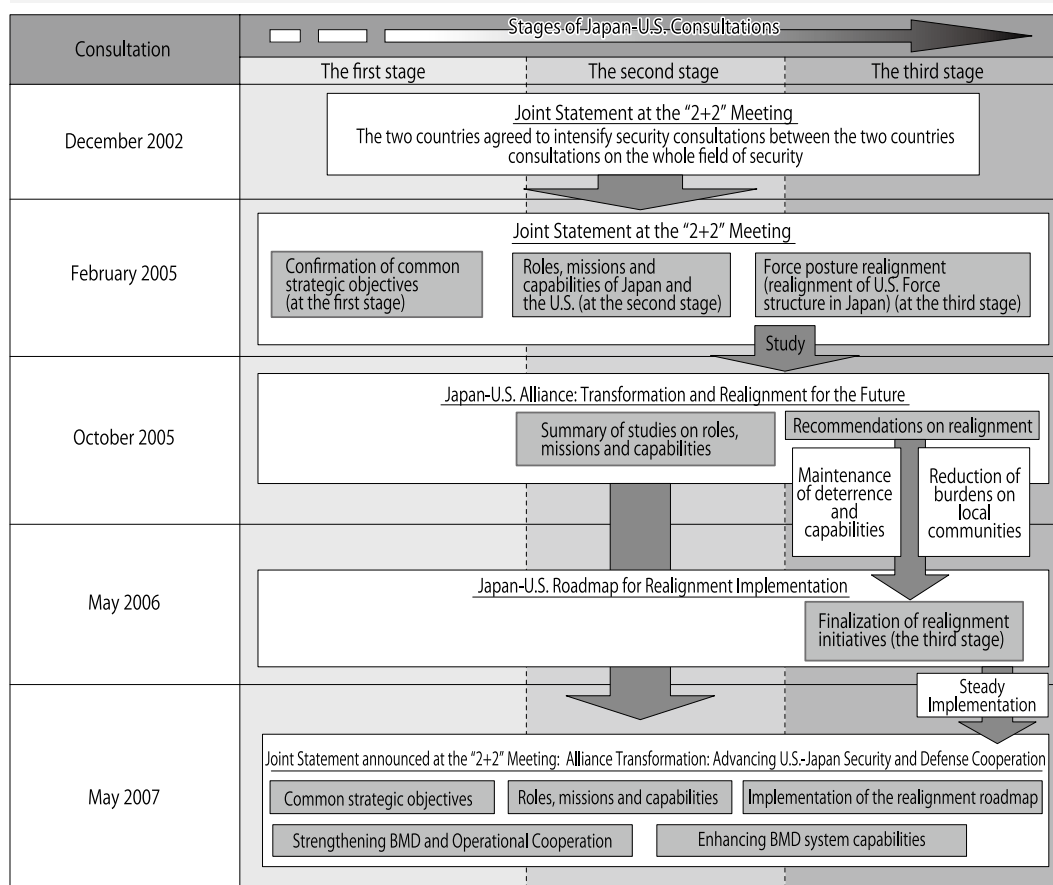 Consultation
Stages of Japan-U.S. Consultations
The first stage
The second stage
The third stage
December 2002
Joint Statement at the “2+2” Meeting
The two countries agreed to intensify security consultations between the two countries
consultations on the whole field of security
February 2005
Joint Statement at the “2+2” Meeting
Confirmation of common
strategic objectives
(at the first stage)
Roles, missions and
capabilities of Japan and
the U.S. (at the second stage)
Force posture realignment
(realignment of U.S. Force
structure in Japan) (at the third stage)
Study
October 2005
Japan-U.S. Alliance: Transformation and Realignment for the Future
Summary of studies on roles,
missions and capabilities
Recommendations on realignment
Maintenance
of deterrence
and
capabilities
Reduction of
burdens on
local
communities
May 2006
Japan-U.S. Roadmap for Realignment Implementation
Finalization of realignment
initiatives (the third stage)
Steady
Implementation
May 2007
Joint Statement announced at the “2+2” Meeting: Alliance Transformation: Advancing U.S.-Japan Security and Defense Cooperation
Common strategic objectives
Roles, missions and capabilities
Implementation of the realignment roadmap
Strengthening BMD and Operational Cooperation
Enhancing BMD system capabilities